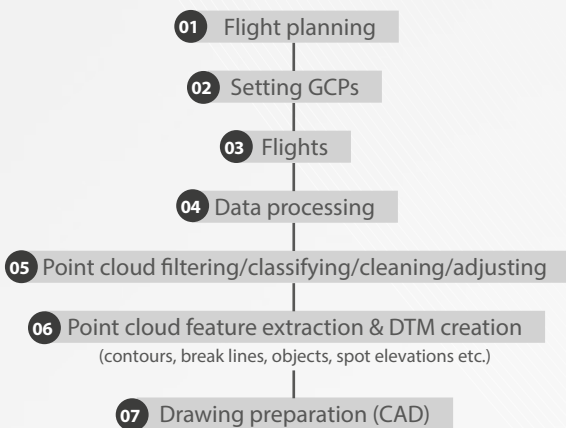 01 Flight planning
02 Setting GCPs
03 Flights
04 Data processing
05 Point cloud filtering/classifying/cleaning/adjusting
06 Point cloud feature extraction & DTM creation
(contours, break lines, objects, spot elevations etc.)
07 Drawing preparation (CAD)